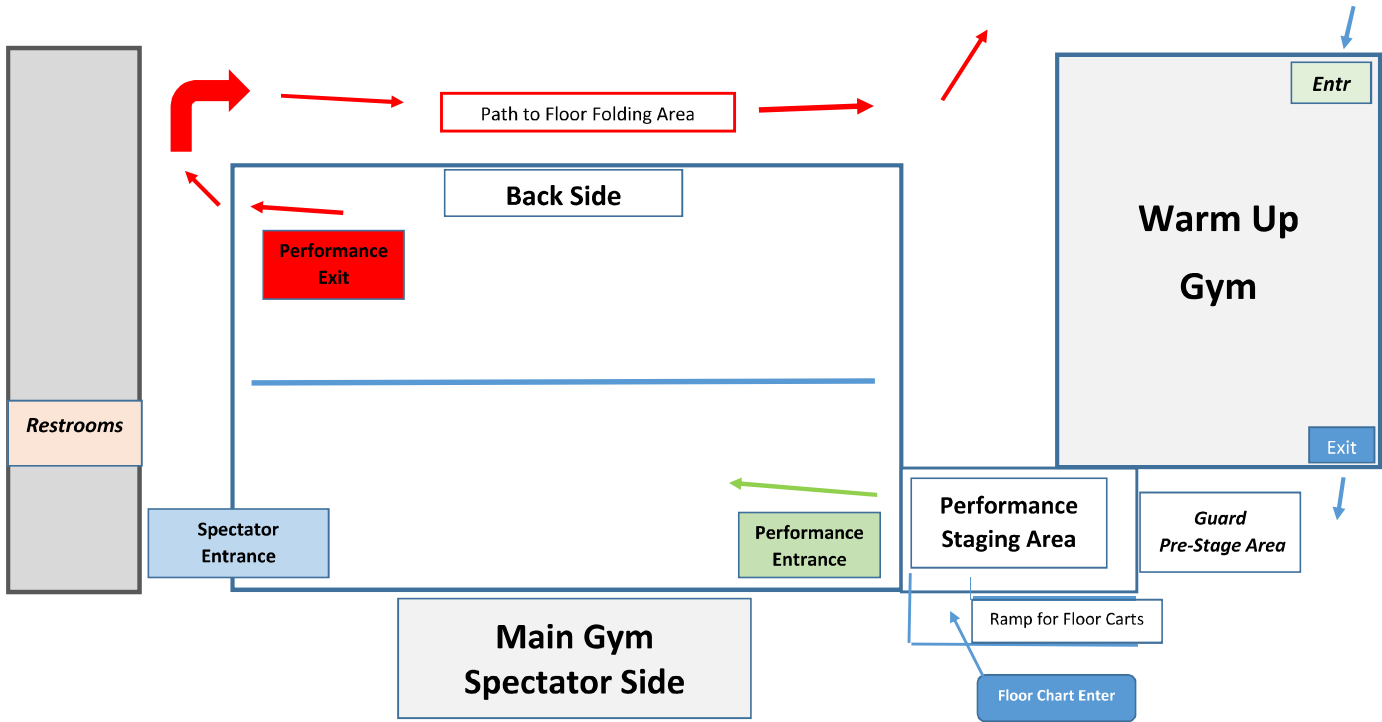 Entr
Path to Floor Folding Area
Back Side
Warm Up
Gym
Performance
Exit
Restrooms
Exit
Spectator
Entrance
Performance
Entrance
Performance
Staging Area
Guard
Pre-Stage Area
Ramp for Floor Carts
Main Gym
Spectator Side
Floor Chart Enter